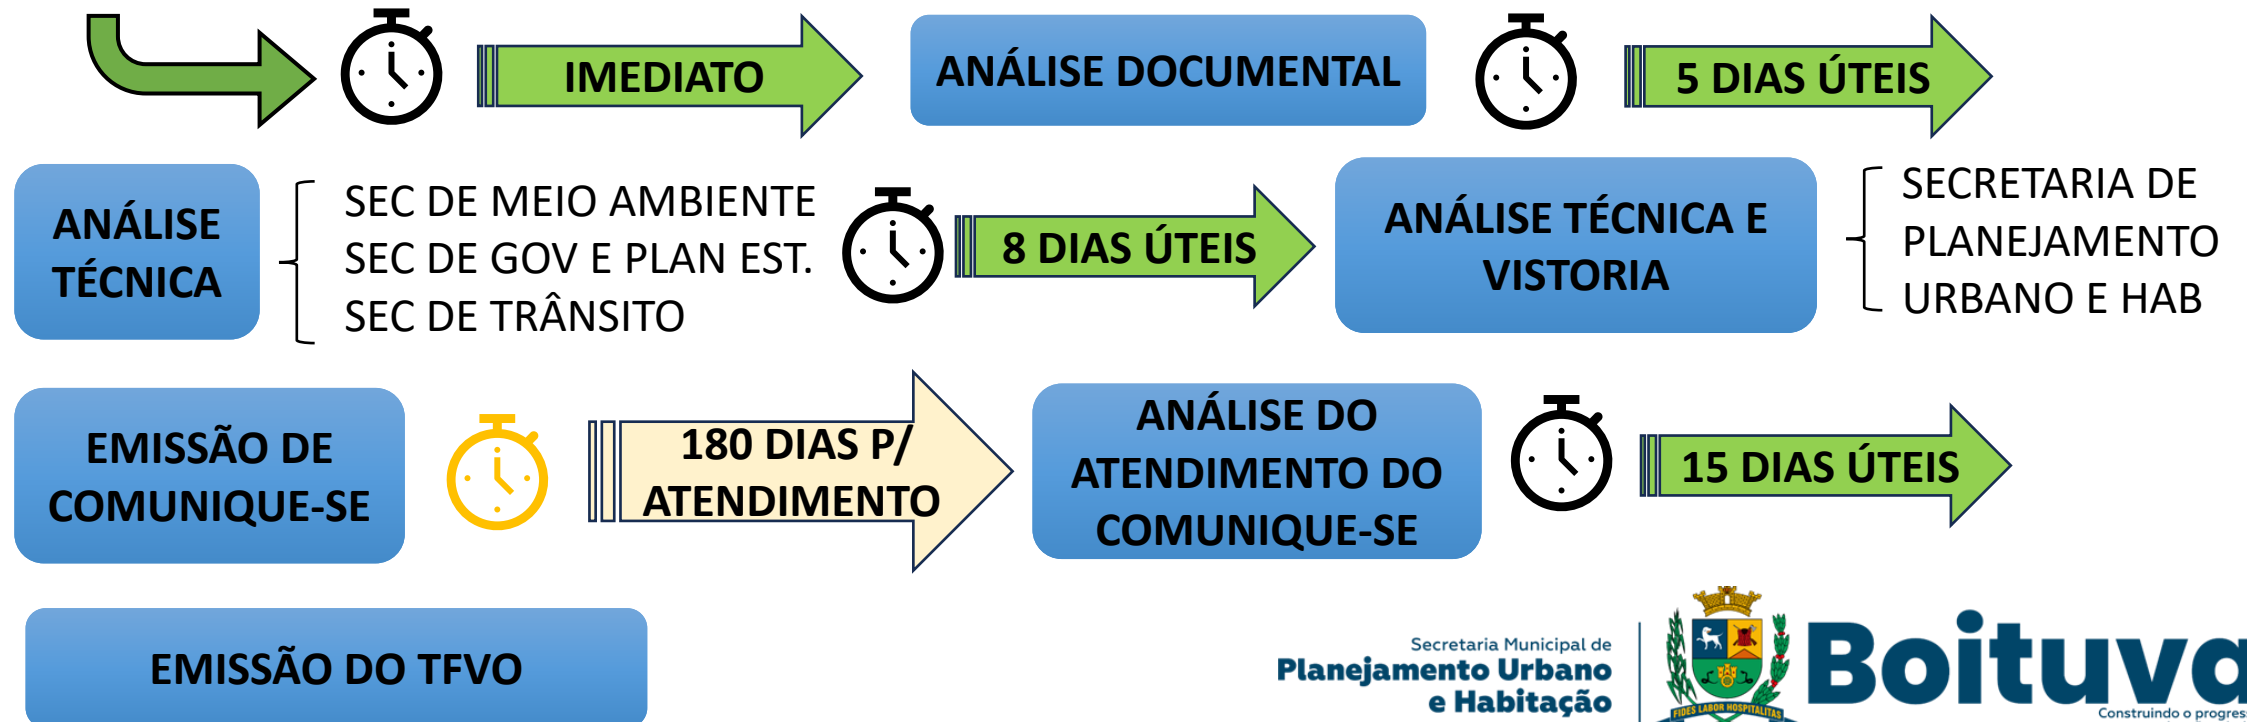 IMEDIATO
ANÁLISE DOCUMENTAL
5 DIAS ÚTEIS
ANÁLISE
TÉCNICA
SEC DE MEIO AMBIENTE
SEC DE GOV E PLAN EST.
SEC DE TRÂNSITO
8 DIAS ÚTEIS
ANÁLISE TÉCNICA E
VISTORIA
SECRETARIA DE
PLANEJAMENTO
URBANO E HAB
EMISSÃO DE
COMUNIQUE-SE
180 DIAS P/
ATENDIMENTO
ANÁLISE DO
ATENDIMENTO DO
COMUNIQUE-SE
15 DIAS ÚTEIS
EMISSÃO DO TFVO
Secretaria Municipal de
Planejamento Urbano
e Habitação
FIDES LABOR HOSPITALITAS
Boituva
Construindo o progress